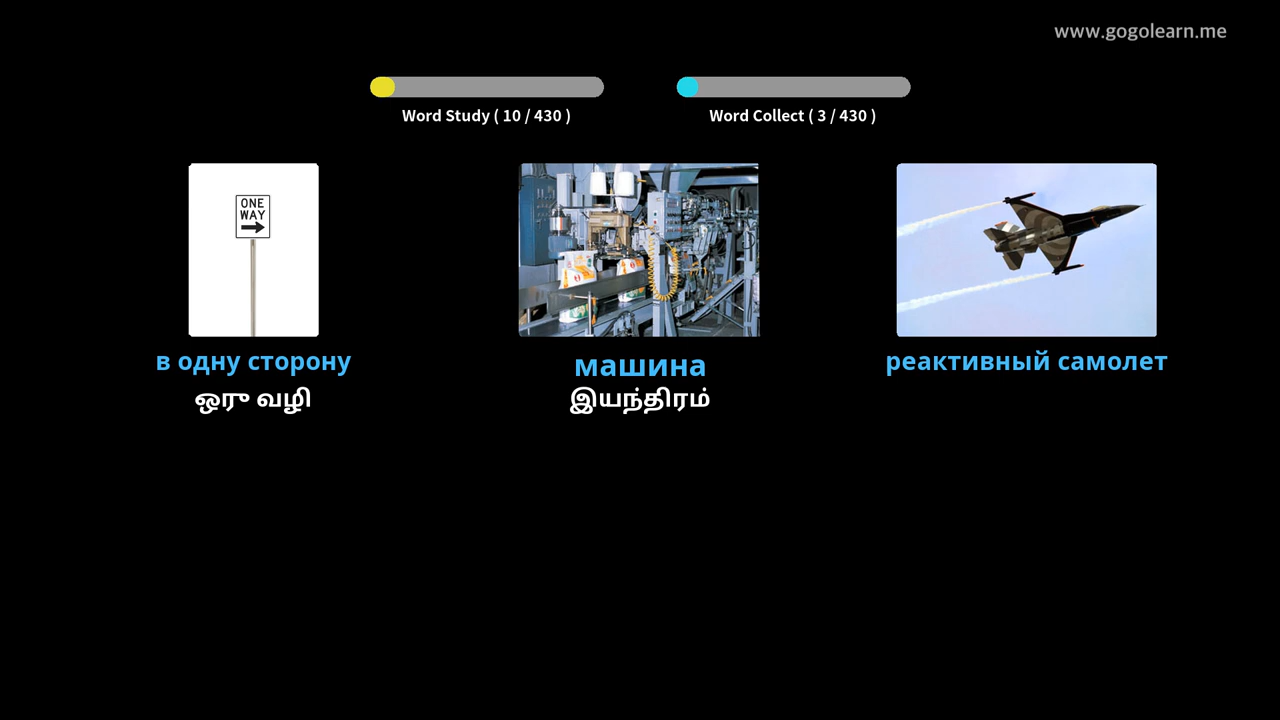 www.gogolearn.me
Word Study ( 10 / 430 )
Word Collect ( 3 / 430 )
ONE
WAY
в одну сторону
ஒரு வழி
машина
இயந்திரம்
реактивный самолет